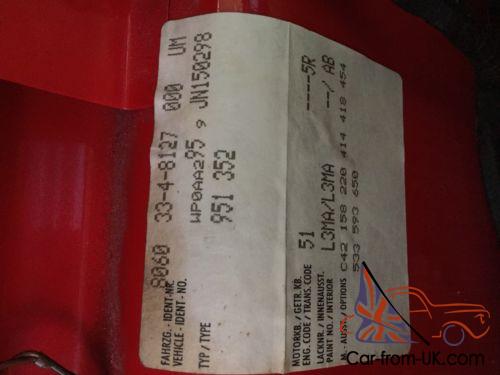 8060 33-4-8127 000 UM
FAHRZG.-IDENT-NR.
VEHICLE-IDENT-NO. WP0AA295 9 JN150298
TYP / TYPE 951 352
MOTORKB. / GETR. KB.
ENG. CODE / TRANS. CODE 51 ----5R
LACKNR. / INNENAUSST.
PAINT NO. / INTERIOR L3MA/L3MA --/ AB
M.-AUSST./OPTIONS C42 158 220 414 418 454
533 593 650
Car-from-UK.com